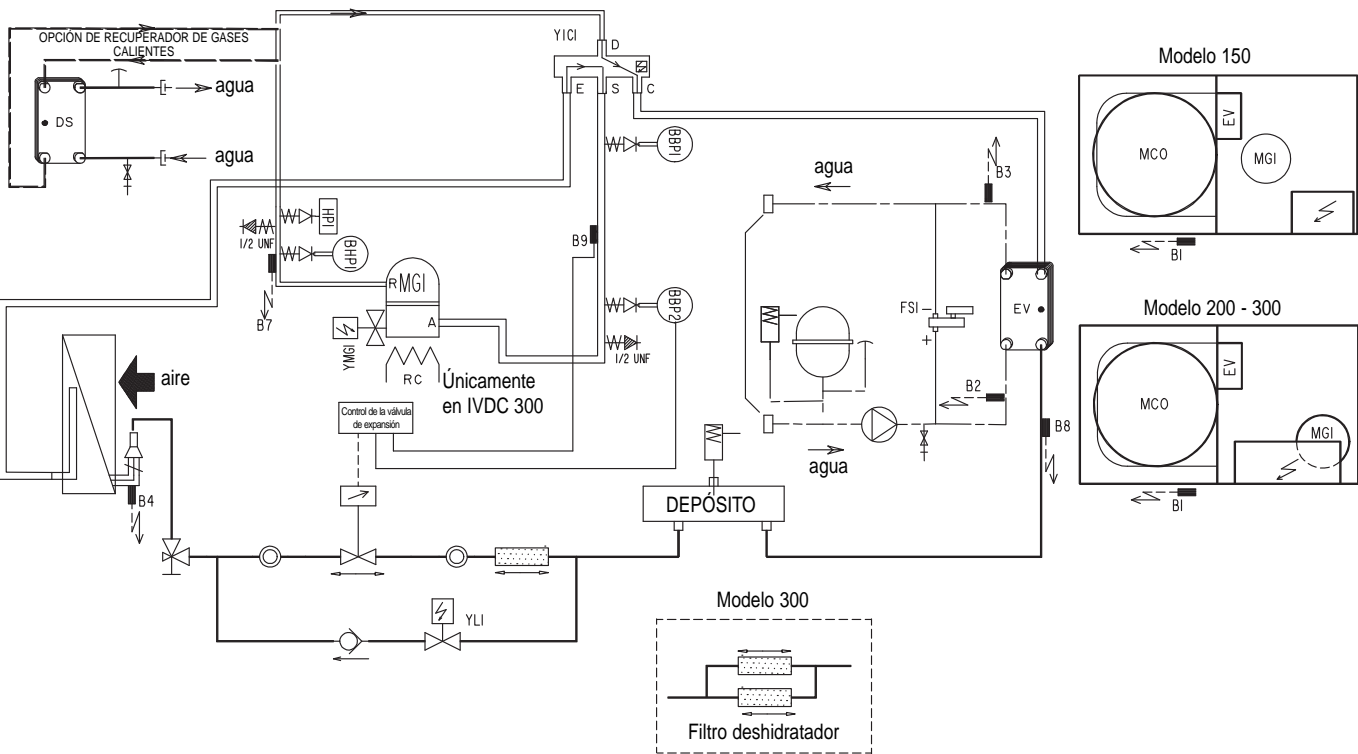 OPCIÓN DE RECUPERADOR DE GASES
CALIENTES
agua
DS
agua
YICI
D
E
S
C
BBPI
HPI
1/2 UNF
BHPI
B7
B9
R
MGI
A
YMGI
RC
Únicamente
en IVDC 300
BBP2
1/2 UNF
Control de la válvula
de expansión
aire
B4
agua
B3
FSI
-
+
EV
B2
B8
agua
DEPÓSITO
YLI
Modelo 300
Filtro deshidratador
Modelo 150
MCO
EV
MGI
BI
Modelo 200 - 300
MCO
EV
MGI
BI